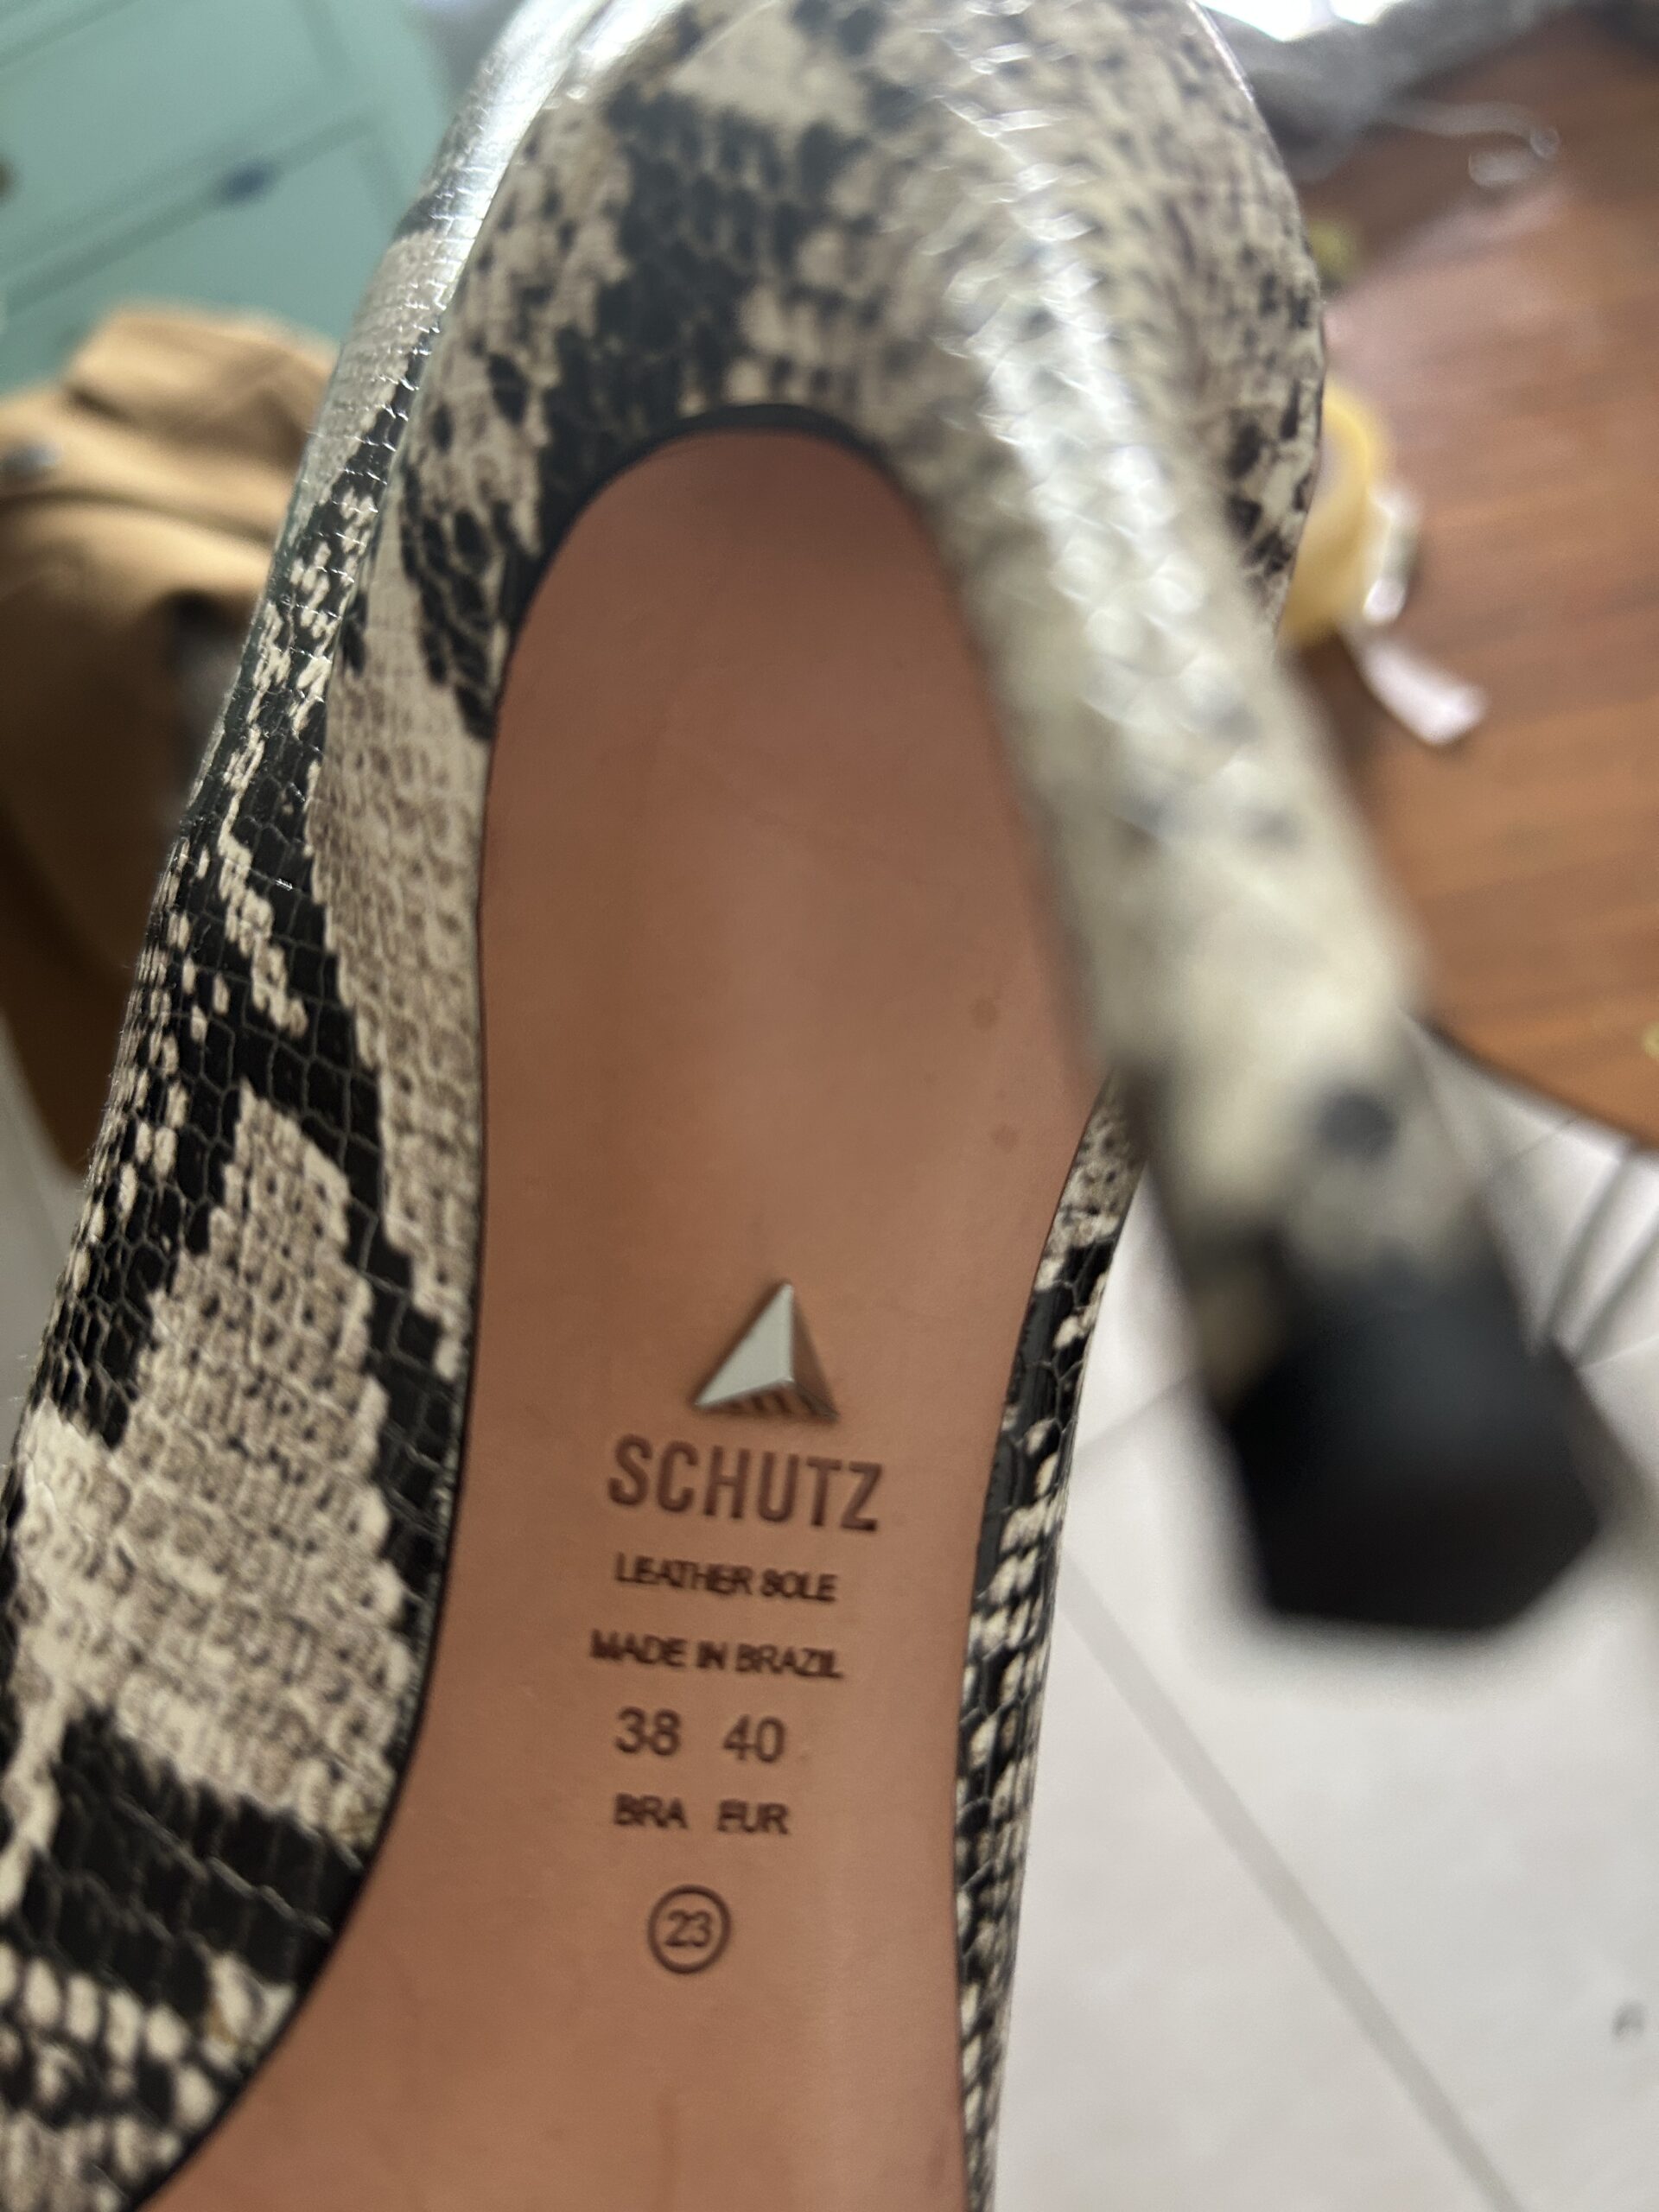 SCHUTZ
LEATHER SOLE
MADE IN BRAZIL
38 40
BRA EUR
23